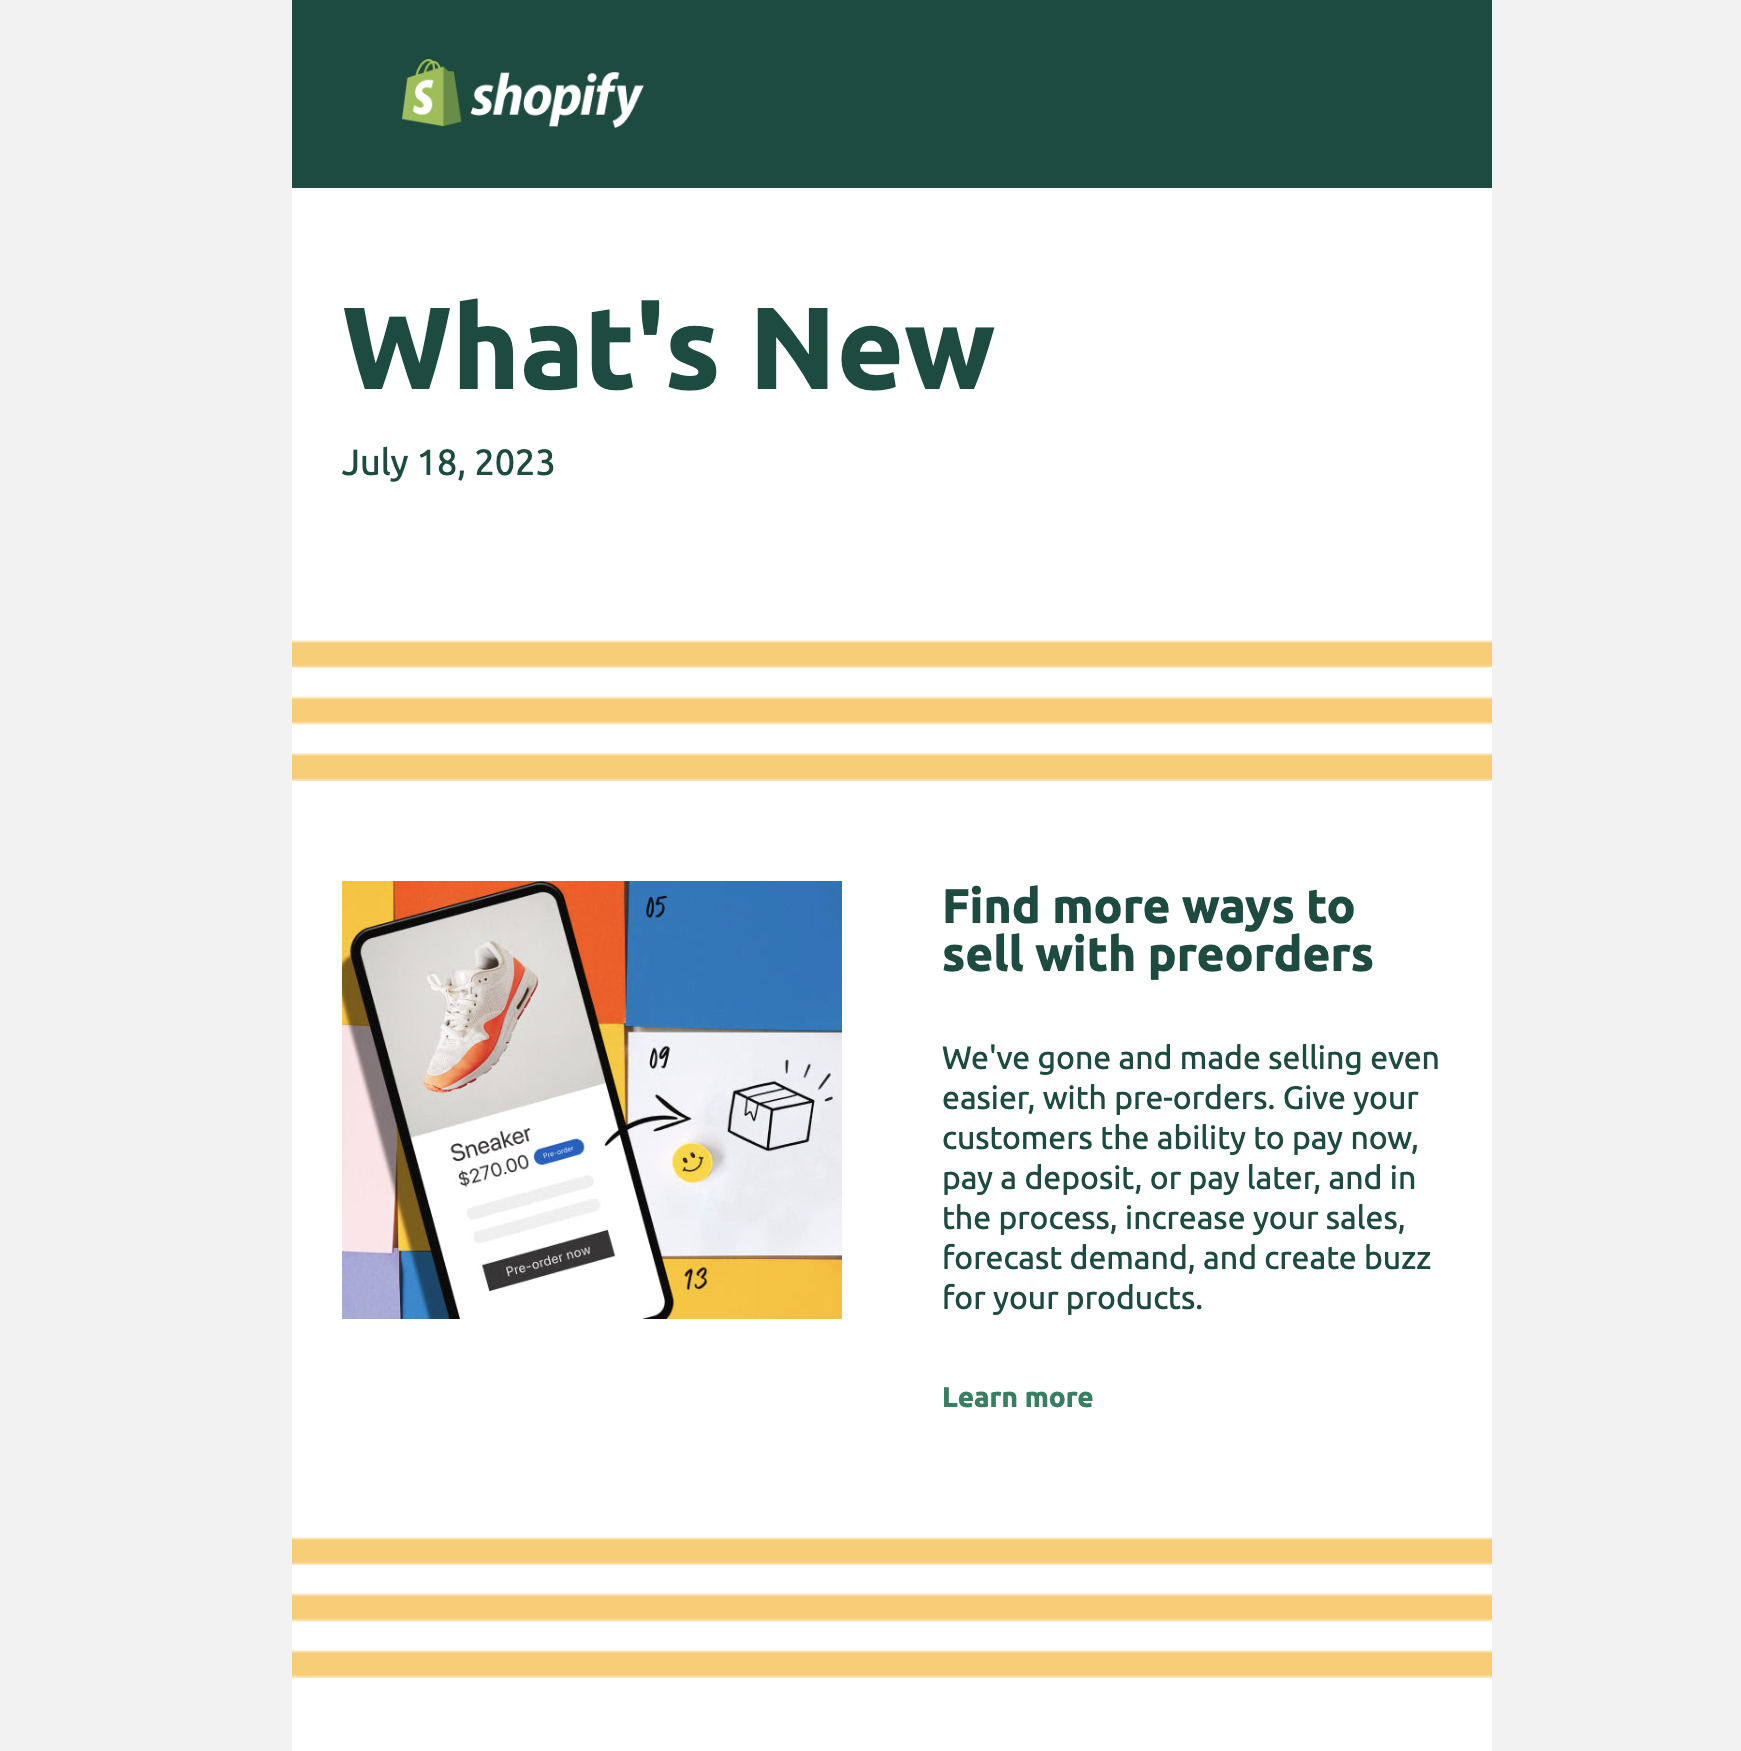 shopify
What's New
July 18, 2023
05
09
13
Sneaker
$270.00 Pre-order
Pre-order now
Find more ways to
sell with preorders
We've gone and made selling even
easier, with pre-orders. Give your
customers the ability to pay now,
pay a deposit, or pay later, and in
the process, increase your sales,
forecast demand, and create buzz
for your products.
Learn more